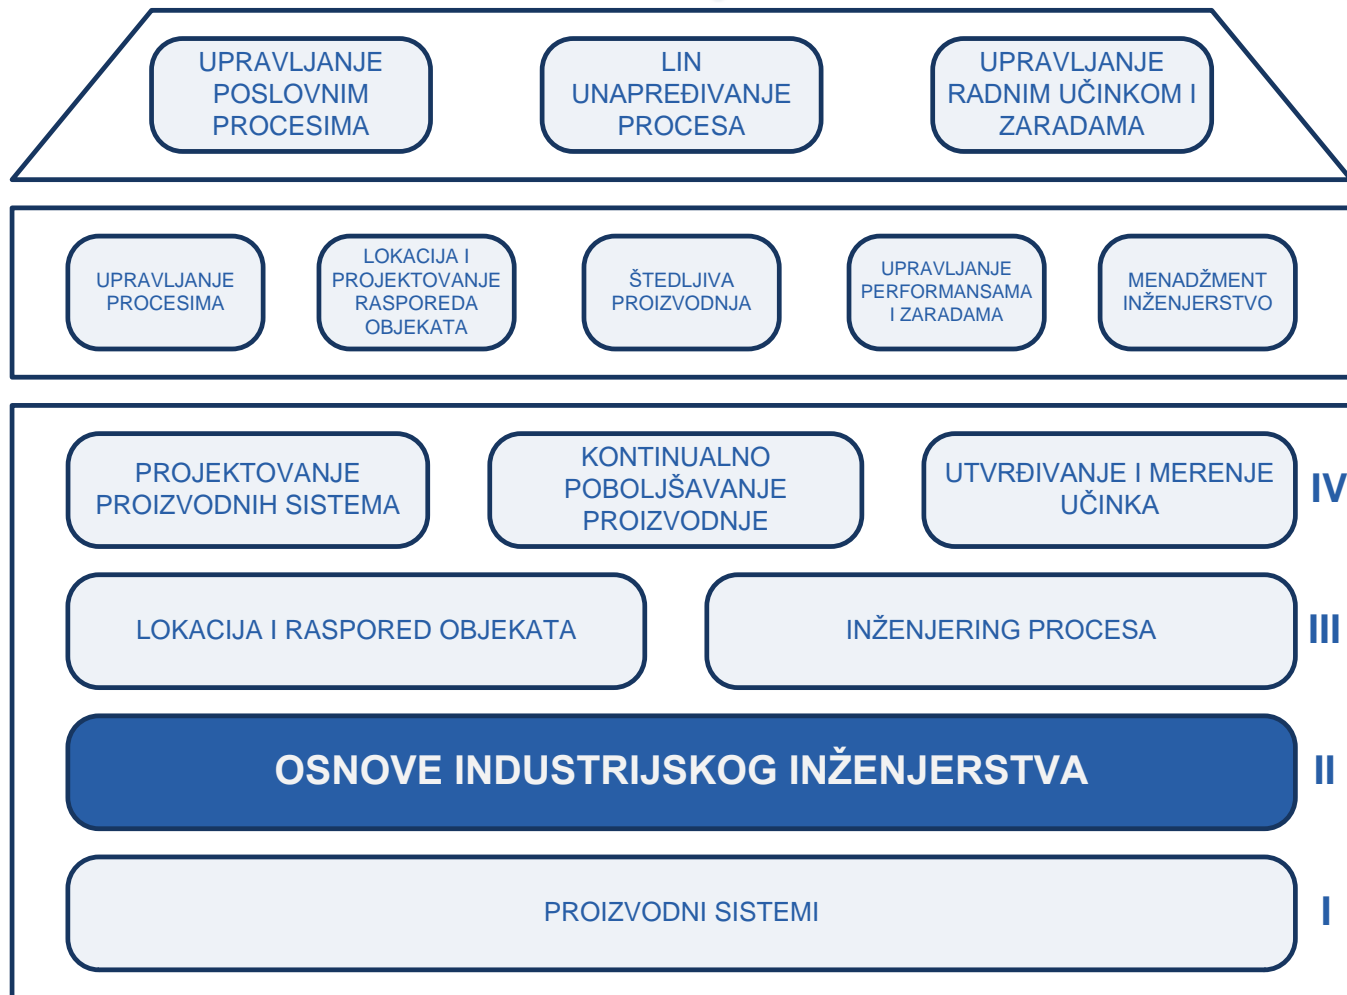 UPRAVLJANJE
POSLOVNIM
PROCESIMA
LIN
UNAPREĐIVANJE
PROCESA
UPRAVLJANJE
RADNIM UČINKOM I
ZARADAMA
UPRAVLJANJE
PROCESIMA
LOKACIJA I
PROJEKTOVANJE
RASPOREDA
OBJEKATA
ŠTEDLJIVA
PROIZVODNJA
UPRAVLJANJE
PERFORMANSAMA
I ZARADAMA
MENADŽMENT
INŽENJERSTVO
PROJEKTOVANJE
PROIZVODNIH SISTEMA
KONTINUALNO
POBOLJŠAVANJE
PROIZVODNJE
UTVRĐIVANJE I MERENJE
UČINKA
IV
LOKACIJA I RASPORED OBJEKATA
INŽENJERING PROCESA
III
OSNOVE INDUSTRIJSKOG INŽENJERSTVA
II
PROIZVODNI SISTEMI
I